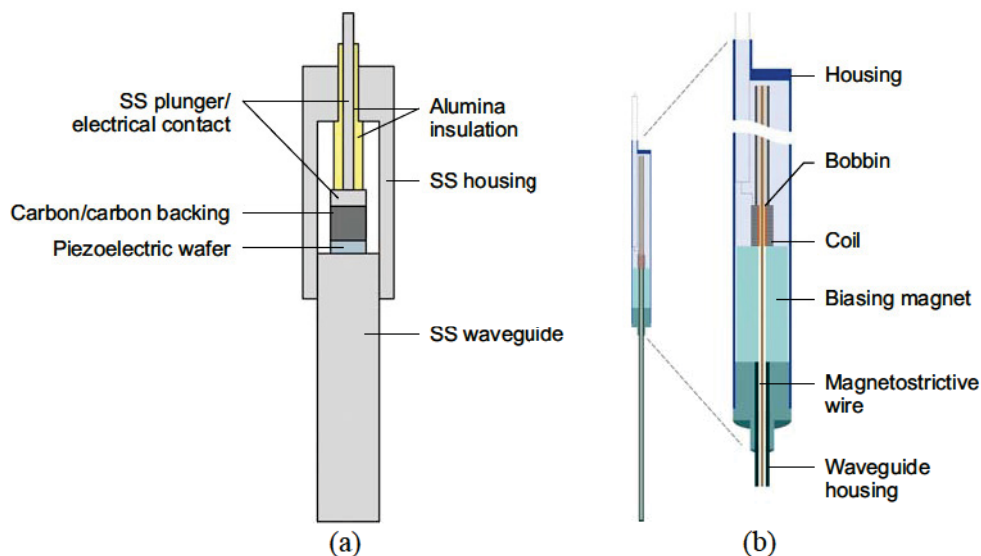 SS plunger/
electrical contact
Alumina
insulation
SS housing
Carbon/carbon backing
Piezoelectric wafer
SS waveguide
(a)
Housing
Bobbin
Coil
Biasing magnet
Magnetostrictive
wire
Waveguide
housing
(b)